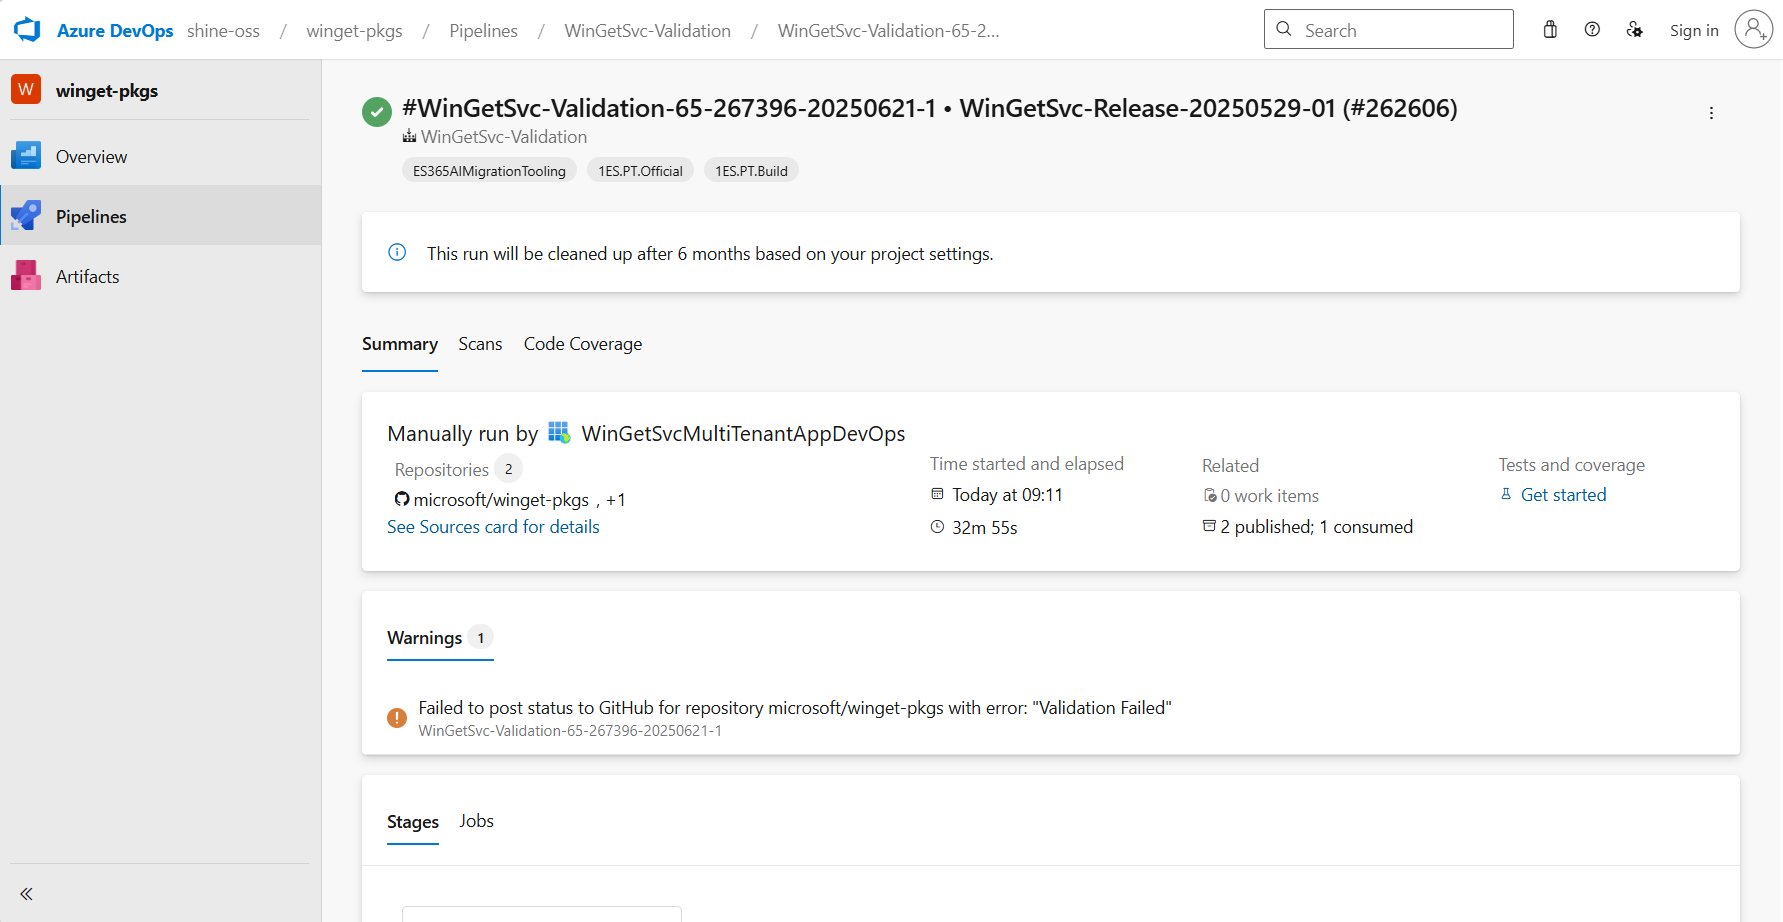 Azure DevOps shine-oss / winget-pkgs / Pipelines / WinGetSvc-Validation / WinGetSvc-Validation-65-2...
Search
Sign in
W winget-pkgs
Overview
Pipelines
Artifacts
#WinGetSvc-Validation-65-267396-20250621-1 • WinGetSvc-Release-20250529-01 (#262606)
WinGetSvc-Validation
ES365AIMigrationTooling 1ES.PT.Official 1ES.PT.Build
This run will be cleaned up after 6 months based on your project settings.
Summary Scans Code Coverage
Manually run by WinGetSvcMultiTenantAppDevOps
Repositories 2
microsoft/winget-pkgs , +1
See Sources card for details
Time started and elapsed
Today at 09:11
32m 55s
Related
0 work items
2 published; 1 consumed
Tests and coverage
Get started
Warnings 1
Failed to post status to GitHub for repository microsoft/winget-pkgs with error: "Validation Failed"
WinGetSvc-Validation-65-267396-20250621-1
Stages Jobs